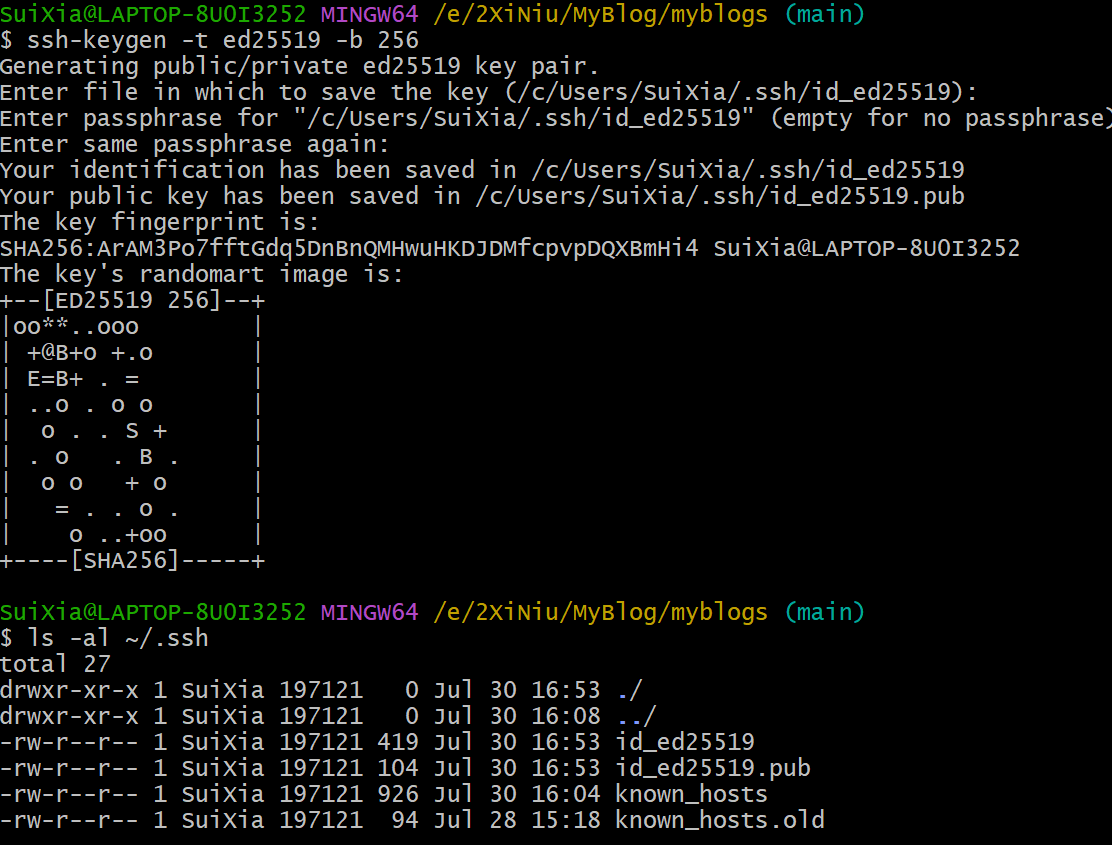 SuiXia@LAPTOP-8U0I3252 MINGW64 /e/2XiNiu/MyBlog/myblogs (main)
$ ssh-keygen -t ed25519 -b 256
Generating public/private ed25519 key pair.
Enter file in which to save the key (/c/Users/SuiXia/.ssh/id_ed25519):
Enter passphrase for "/c/Users/SuiXia/.ssh/id_ed25519" (empty for no passphrase)
Enter same passphrase again:
Your identification has been saved in /c/Users/SuiXia/.ssh/id_ed25519
Your public key has been saved in /c/Users/SuiXia/.ssh/id_ed25519.pub
The key fingerprint is:
SHA256:ArAM3Po7fftGdq5DnBnQMHwuHKDJDMfcpvpDQXBmHi4 SuiXia@LAPTOP-8U0I3252
The key's randomart image is:
+--[ED25519 256]--+
|oo**..ooo        |
| +@B+o +.o       |
| E=B+ . =        |
| ..o . o o       |
|  o . . S +      |
| . o   . B .     |
|  o o   + o      |
|   = . . o .     |
|    o ..+oo      |
+----[SHA256]-----+
SuiXia@LAPTOP-8U0I3252 MINGW64 /e/2XiNiu/MyBlog/myblogs (main)
$ ls -al ~/.ssh
total 27
drwxr-xr-x 1 SuiXia 197121   0 Jul 30 16:53 ./
drwxr-xr-x 1 SuiXia 197121   0 Jul 30 16:08 ../
-rw-r--r-- 1 SuiXia 197121 419 Jul 30 16:53 id_ed25519
-rw-r--r-- 1 SuiXia 197121 104 Jul 30 16:53 id_ed25519.pub
-rw-r--r-- 1 SuiXia 197121 926 Jul 30 16:04 known_hosts
-rw-r--r-- 1 SuiXia 197121  94 Jul 28 15:18 known_hosts.old